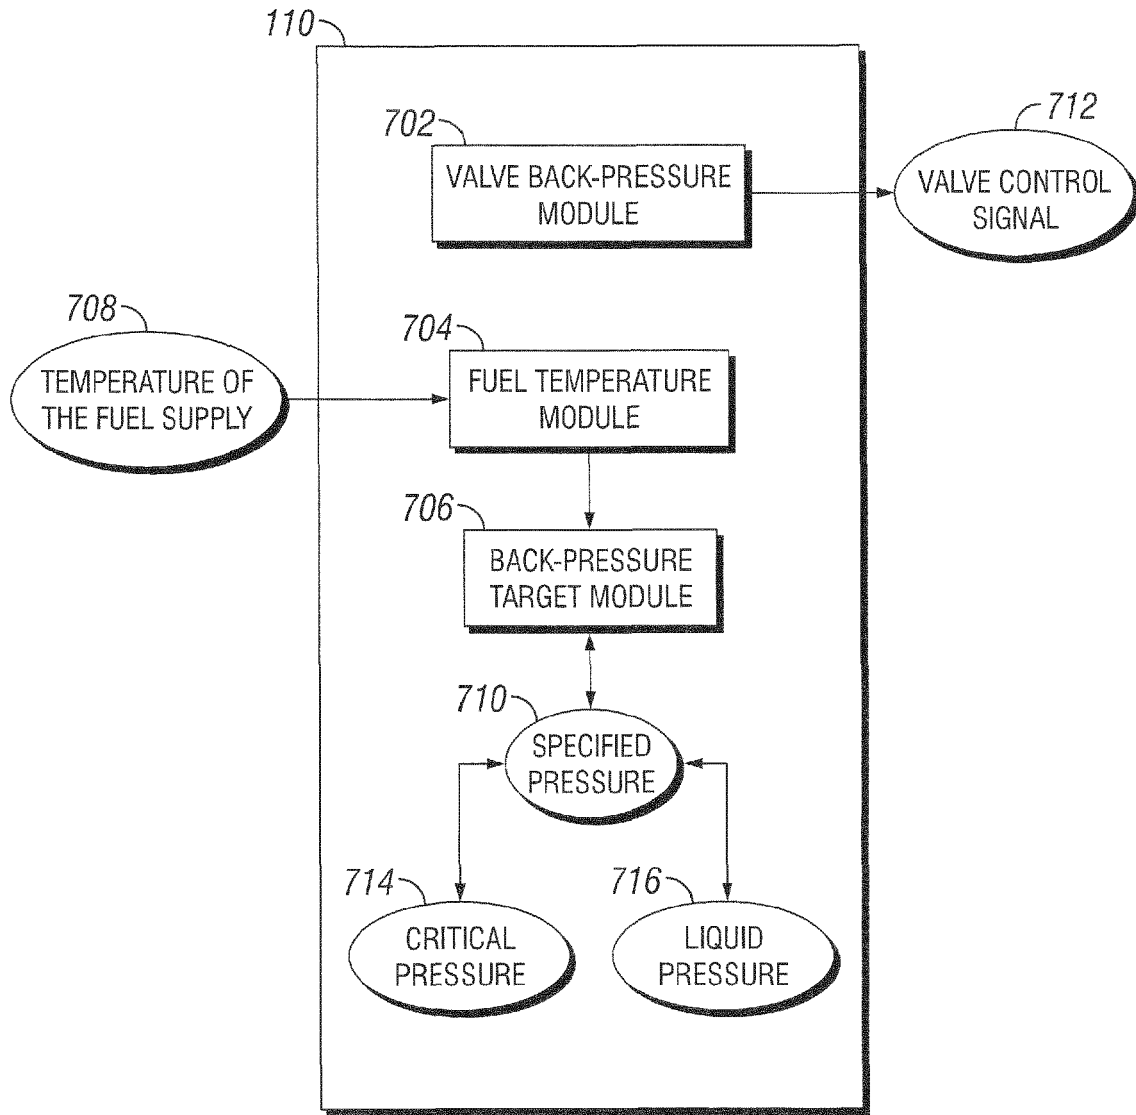 110
702
VALVE BACK-PRESSURE
MODULE
712
VALVE CONTROL
SIGNAL
708
TEMPERATURE OF
THE FUEL SUPPLY
704
FUEL TEMPERATURE
MODULE
706
BACK-PRESSURE
TARGET MODULE
710
SPECIFIED
PRESSURE
714
CRITICAL
PRESSURE
716
LIQUID
PRESSURE